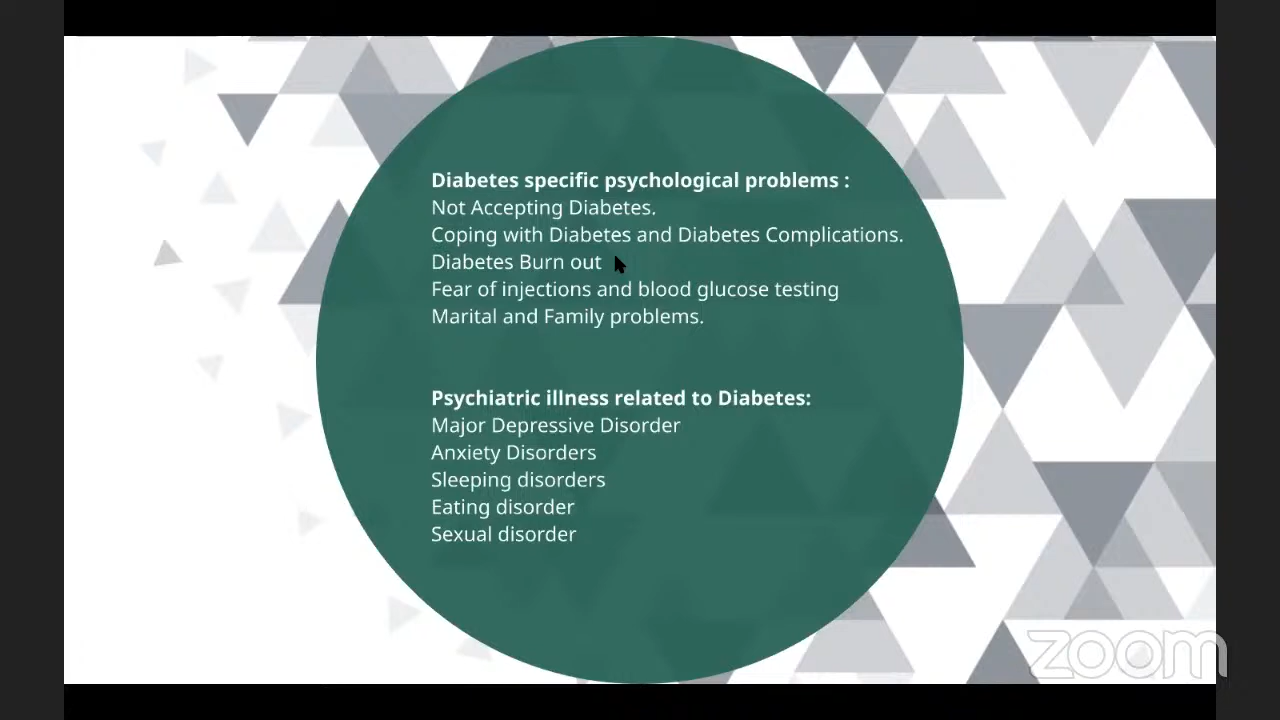 Diabetes specific psychological problems :
Not Accepting Diabetes.
Coping with Diabetes and Diabetes Complications.
Diabetes Burn out
Fear of injections and blood glucose testing
Marital and Family problems.
Psychiatric illness related to Diabetes:
Major Depressive Disorder
Anxiety Disorders
Sleeping disorders
Eating disorder
Sexual disorder
zoom